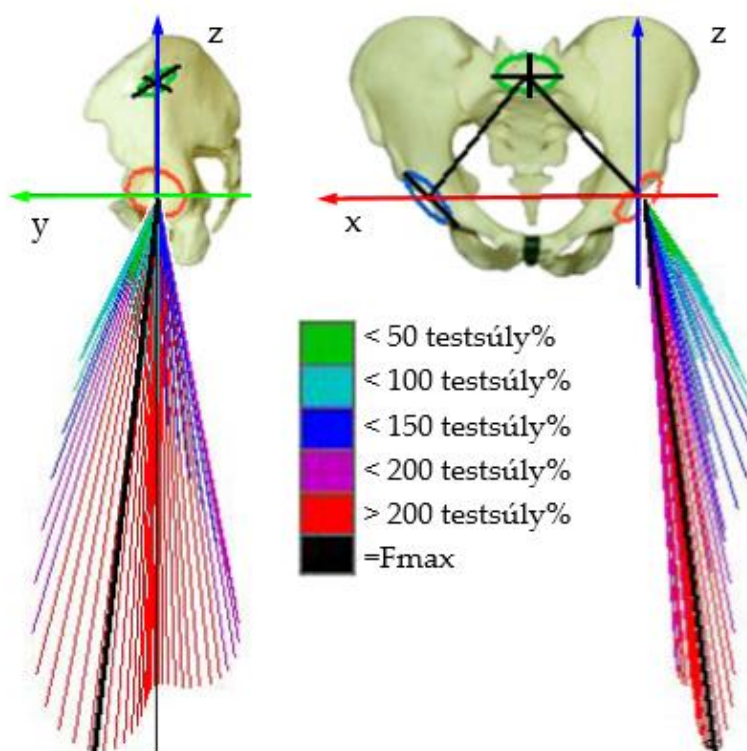 z
z
y
x
< 50 testsúly%
< 100 testsúly%
< 150 testsúly%
< 200 testsúly%
> 200 testsúly%
=Fmax